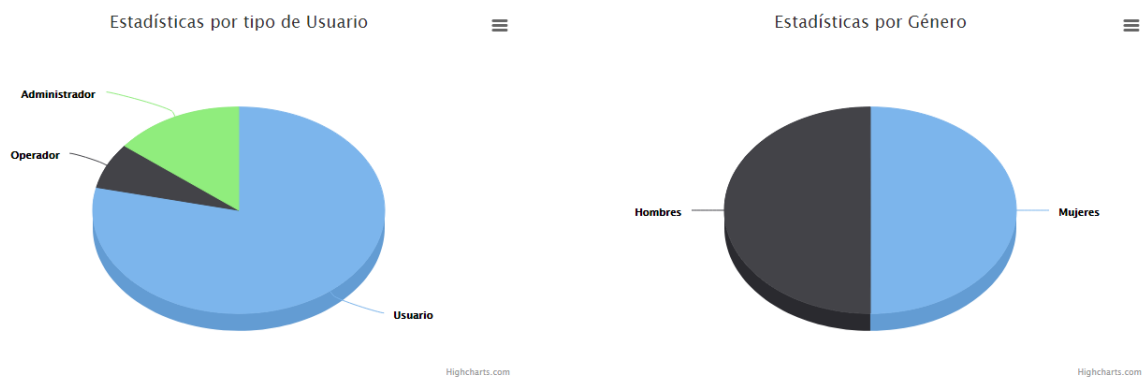 Estadísticas por tipo de Usuario
Administrador
Operador
Usuario
Highcharts.com
Estadísticas por Género
Hombres
Mujeres
Highcharts.com